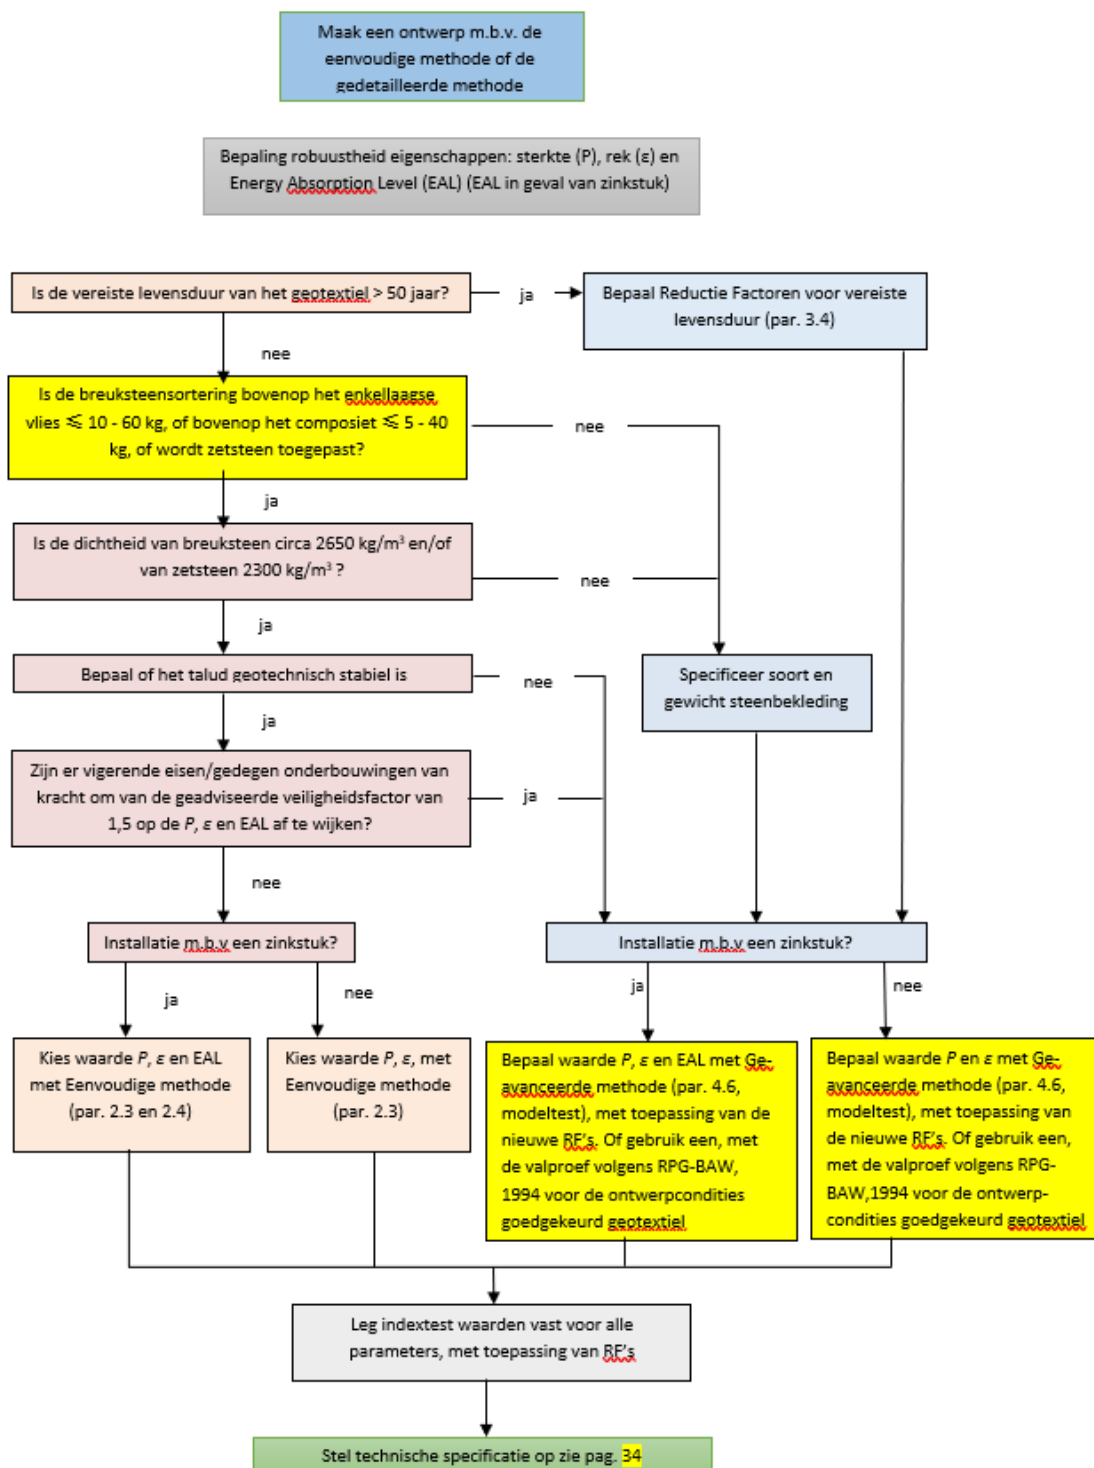 Maak een ontwerp m.b.v. de
eenvoudige methode of de
gedetailleerde methode
Bepaling robuustheid eigenschappen: sterkte (P), rek (ε) en
Energy Absorption Level (EAL) (EAL in geval van zinkstuk)
Is de vereiste levensduur van het geotextiel > 50 jaar?
ja
Bepaal Reductie Factoren voor vereiste
levensduur (par. 3.4)
nee
Is de breuksteensortering bovenop het enkellaagse
vlies ≤ 10 - 60 kg, of bovenop het composiet ≤ 5 - 40
kg, of wordt zetsteen toegepast?
nee
ja
Is de dichtheid van breuksteen circa 2650 kg/m³ en/of
van zetsteen 2300 kg/m³ ?
nee
ja
Bepaal of het talud geotechnisch stabiel is
nee
Specificeer soort en
gewicht steenbekleding
ja
Zijn er vigerende eisen/gedegen onderbouwingen van
kracht om van de geadviseerde veiligheidsfactor van
1,5 op de P, ε en EAL af te wijken?
ja
nee
Installatie m.b.v een zinkstuk?
Installatie m.b.v een zinkstuk?
ja
nee
ja
nee
Kies waarde P, ε en EAL
met Eenvoudige methode
(par. 2.3 en 2.4)
Kies waarde P, ε, met
Eenvoudige methode
(par. 2.3)
Bepaal waarde P, ε en EAL met Ge-
avanceerde methode (par. 4.6,
modeltest), met toepassing van de
nieuwe RF's. Of gebruik een, met
de valproef volgens RPG-BAW,
1994 voor de ontwerpcondities
goedgekeurd geotextiel
Bepaal waarde P en ε met Ge-
avanceerde methode (par. 4.6,
modeltest), met toepassing van
de nieuwe RF's. Of gebruik een,
met de valproef volgens RPG-
BAW,1994 voor de ontwerp-
condities goedgekeurd geotextiel
Leg indextest waarden vast voor alle
parameters, met toepassing van RF's
Stel technische specificatie op zie pag. 34